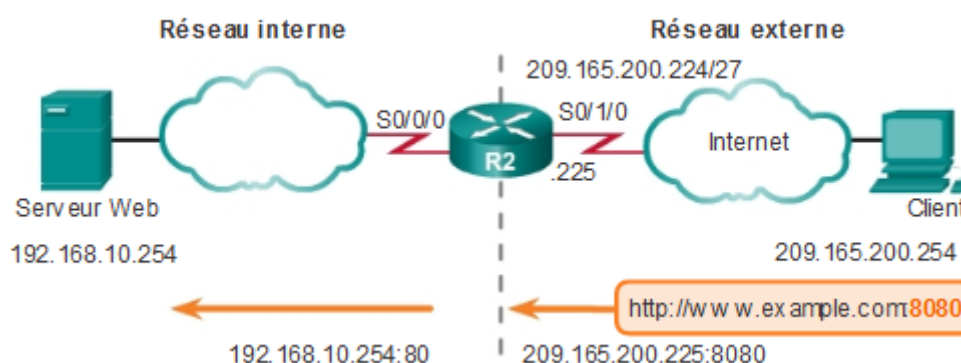 Réseau interne
Réseau externe
209.165.200.224/27
S0/0/0
S0/1/0
Internet
R2
.225
Serveur Web
Client
192.168.10.254
209.165.200.254
http://www.example.com:8080
192.168.10.254:80
209.165.200.225:8080